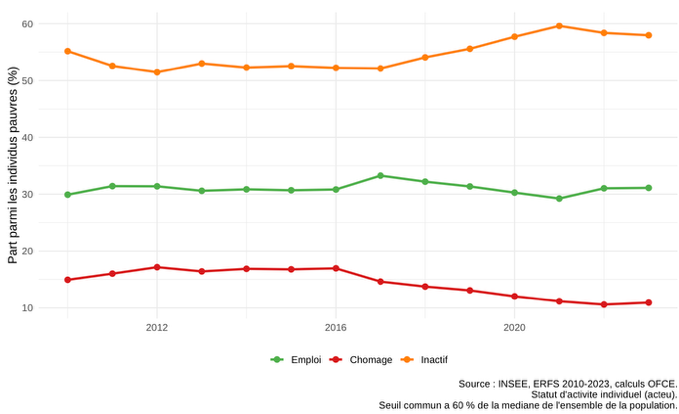 Part parmi les individus pauvres (%)
60
50
40
30
20
10
2012
2016
2020
Emploi
Chomage
Inactif
Source : INSEE, ERFS 2010-2023, calculs OFCE.
Statut d'activite individuel (acteu).
Seuil commun a 60 % de la mediane de l'ensemble de la population.